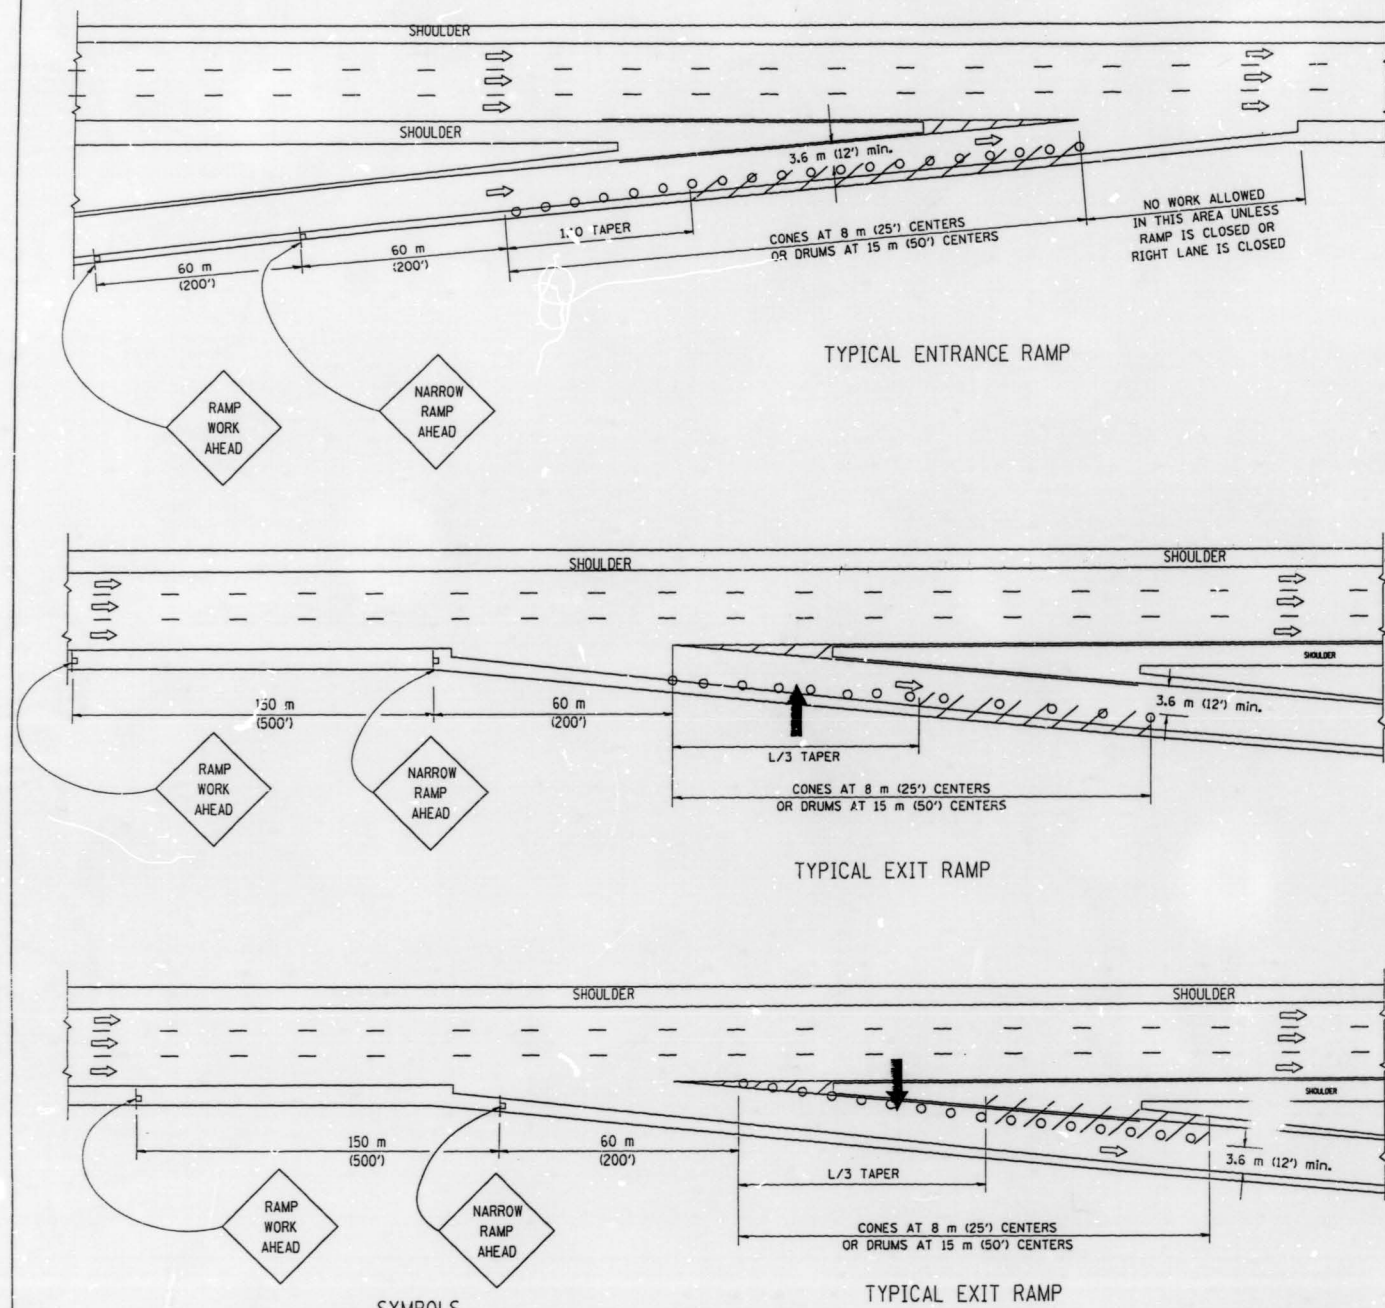 SHOULDER
SHOULDER
3.6 m (12') min.
TAPER
60 m
(200')
60 m
(200')
CONES AT 8 m (25') CENTERS
OR DRUMS AT 15 m (50') CENTERS
NO WORK ALLOWED
IN THIS AREA UNLESS
RAMP IS CLOSED OR
RIGHT LANE IS CLOSED
TYPICAL ENTRANCE RAMP
RAMP
WORK
AHEAD
NARROW
RAMP
AHEAD
SHOULDER
SHOULDER
SHOULDER
150 m
(500')
60 m
(200')
3.6 m (12') min.
L/3 TAPER
CONES AT 8 m (25') CENTERS
OR DRUMS AT 15 m (50') CENTERS
RAMP
WORK
AHEAD
NARROW
RAMP
AHEAD
TYPICAL EXIT RAMP
SHOULDER
SHOULDER
SHOULDER
150 m
(500')
60 m
(200')
3.6 m (12') min.
L/3 TAPER
CONES AT 8 m (25') CENTERS
OR DRUMS AT 15 m (50') CENTERS
RAMP
WORK
AHEAD
NARROW
RAMP
AHEAD
TYPICAL EXIT RAMP
SYMBOLS